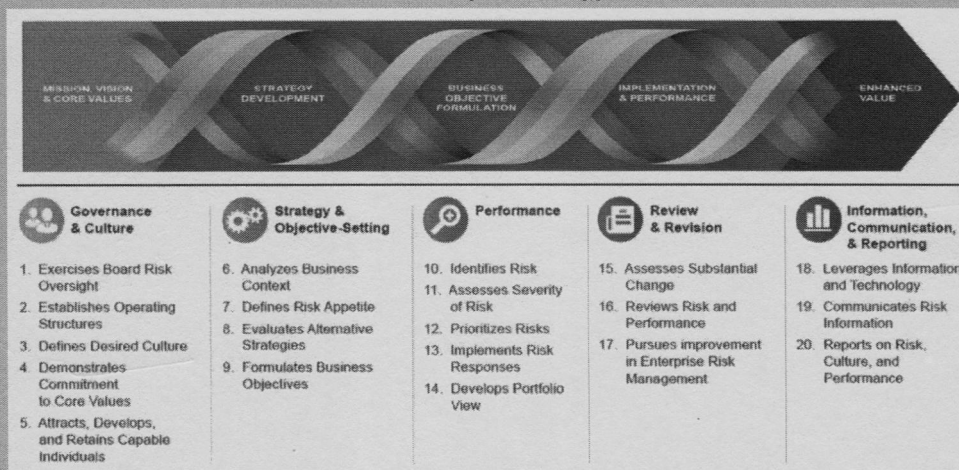 MISSION, VISION
& CORE VALUES
STRATEGY
DEVELOPMENT
BUSINESS
OBJECTIVE
FORMULATION
IMPLEMENTATION
& PERFORMANCE
ENHANCED
VALUE
Governance
& Culture
1. Exercises Board Risk
Oversight
2. Establishes Operating
Structures
3. Defines Desired Culture
4. Demonstrates
Commitment
to Core Values
5. Attracts, Develops,
and Retains Capable
Individuals
Strategy &
Objective-Setting
6. Analyzes Business
Context
7. Defines Risk Appetite
8. Evaluates Alternative
Strategies
9. Formulates Business
Objectives
Performance
10. Identifies Risk
11. Assesses Severity
of Risk
12. Prioritizes Risks
13. Implements Risk
Responses
14. Develops Portfolio
View
Review
& Revision
15. Assesses Substantial
Change
16. Reviews Risk and
Performance
17. Pursues improvement
in Enterprise Risk
Management
Information,
Communication,
& Reporting
18. Leverages Information
and Technology
19. Communicates Risk
Information
20. Reports on Risk,
Culture, and
Performance